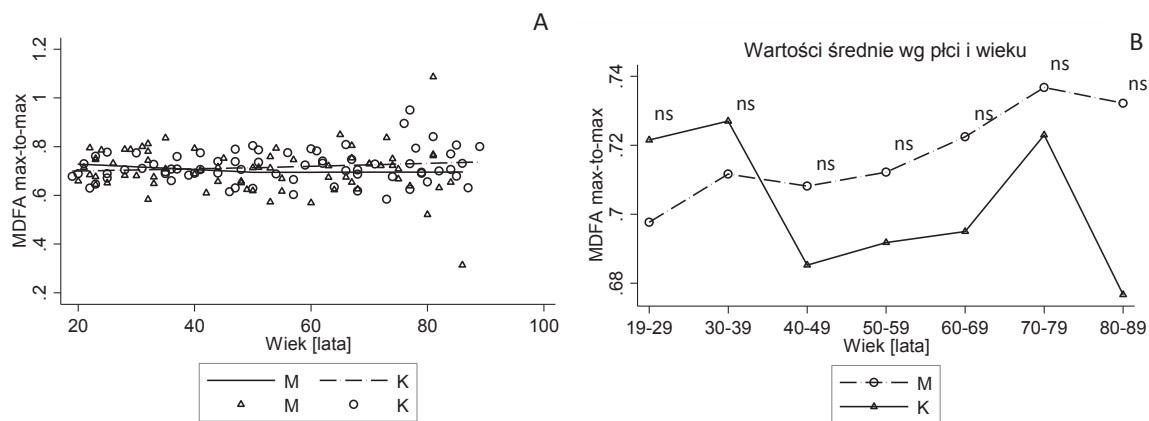 A
MDFA max-to-max
1.2
1
.8
.6
.4
.2
20 40 60 80 100
Wiek [lata]
M K
M K
B
Wartości średnie wg płci i wieku
MDFA max-to-max
.74
.72
.7
.68
ns ns ns ns ns ns ns
19-29 30-39 40-49 50-59 60-69 70-79 80-89
Wiek [lata]
M
K